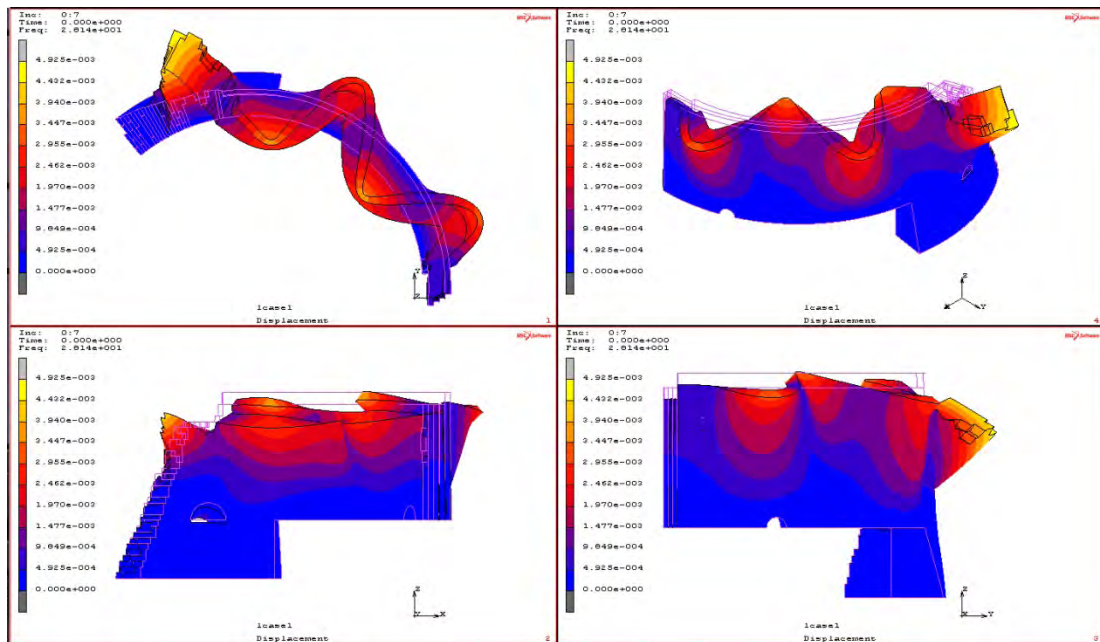 Inc: 0:7
Time: 0.000e+000
Freq: 2.814e+001
MSC Software
4.925e-003
4.432e-003
3.940e-003
3.447e-003
2.955e-003
2.462e-003
1.970e-003
1.477e-003
9.849e-004
4.925e-004
0.000e+000
Y
Z X
lcase1
Displacement
1
Inc: 0:7
Time: 0.000e+000
Freq: 2.814e+001
MSC Software
4.925e-003
4.432e-003
3.940e-003
3.447e-003
2.955e-003
2.462e-003
1.970e-003
1.477e-003
9.849e-004
4.925e-004
0.000e+000
Z
X Y
lcase1
Displacement
4
Inc: 0:7
Time: 0.000e+000
Freq: 2.814e+001
MSC Software
4.925e-003
4.432e-003
3.940e-003
3.447e-003
2.955e-003
2.462e-003
1.970e-003
1.477e-003
9.849e-004
4.925e-004
0.000e+000
Z
Y X
lcase1
Displacement
2
Inc: 0:7
Time: 0.000e+000
Freq: 2.814e+001
MSC Software
4.925e-003
4.432e-003
3.940e-003
3.447e-003
2.955e-003
2.462e-003
1.970e-003
1.477e-003
9.849e-004
4.925e-004
0.000e+000
Z
X Y
lcase1
Displacement
3